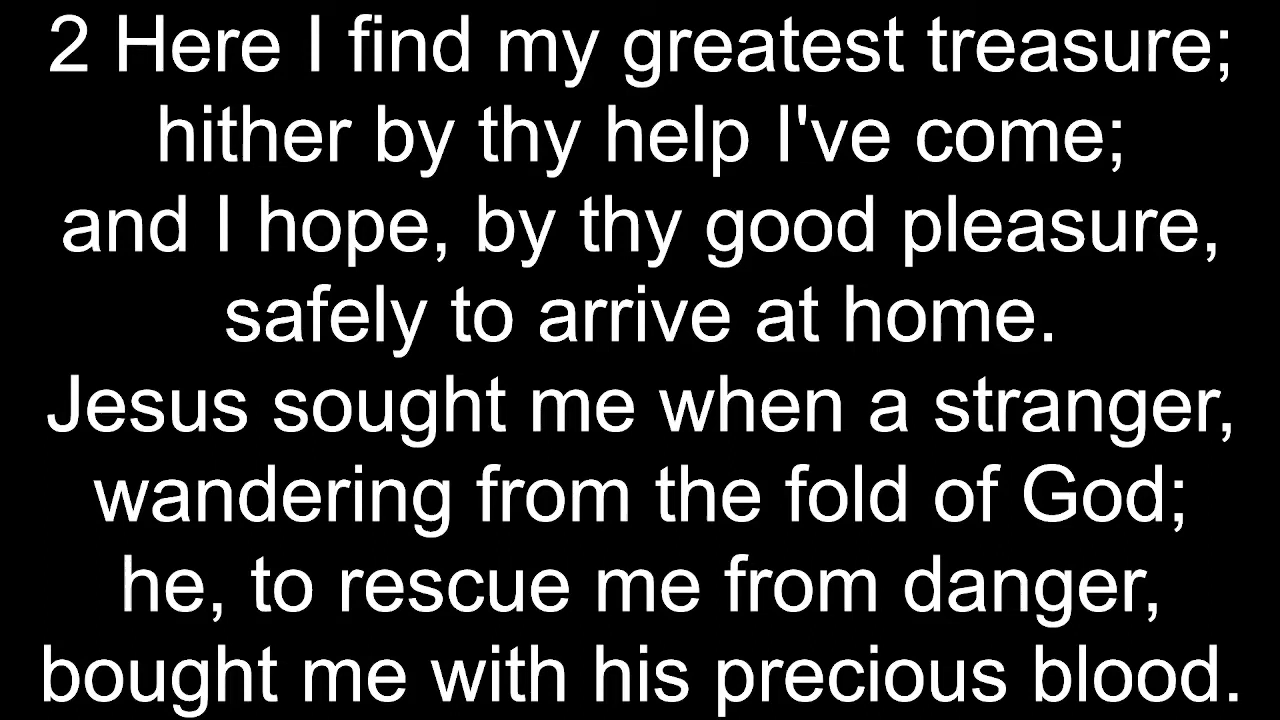 2 Here I find my greatest treasure;
hither by thy help I've come;
and I hope, by thy good pleasure,
safely to arrive at home.
Jesus sought me when a stranger,
wandering from the fold of God;
he, to rescue me from danger,
bought me with his precious blood.